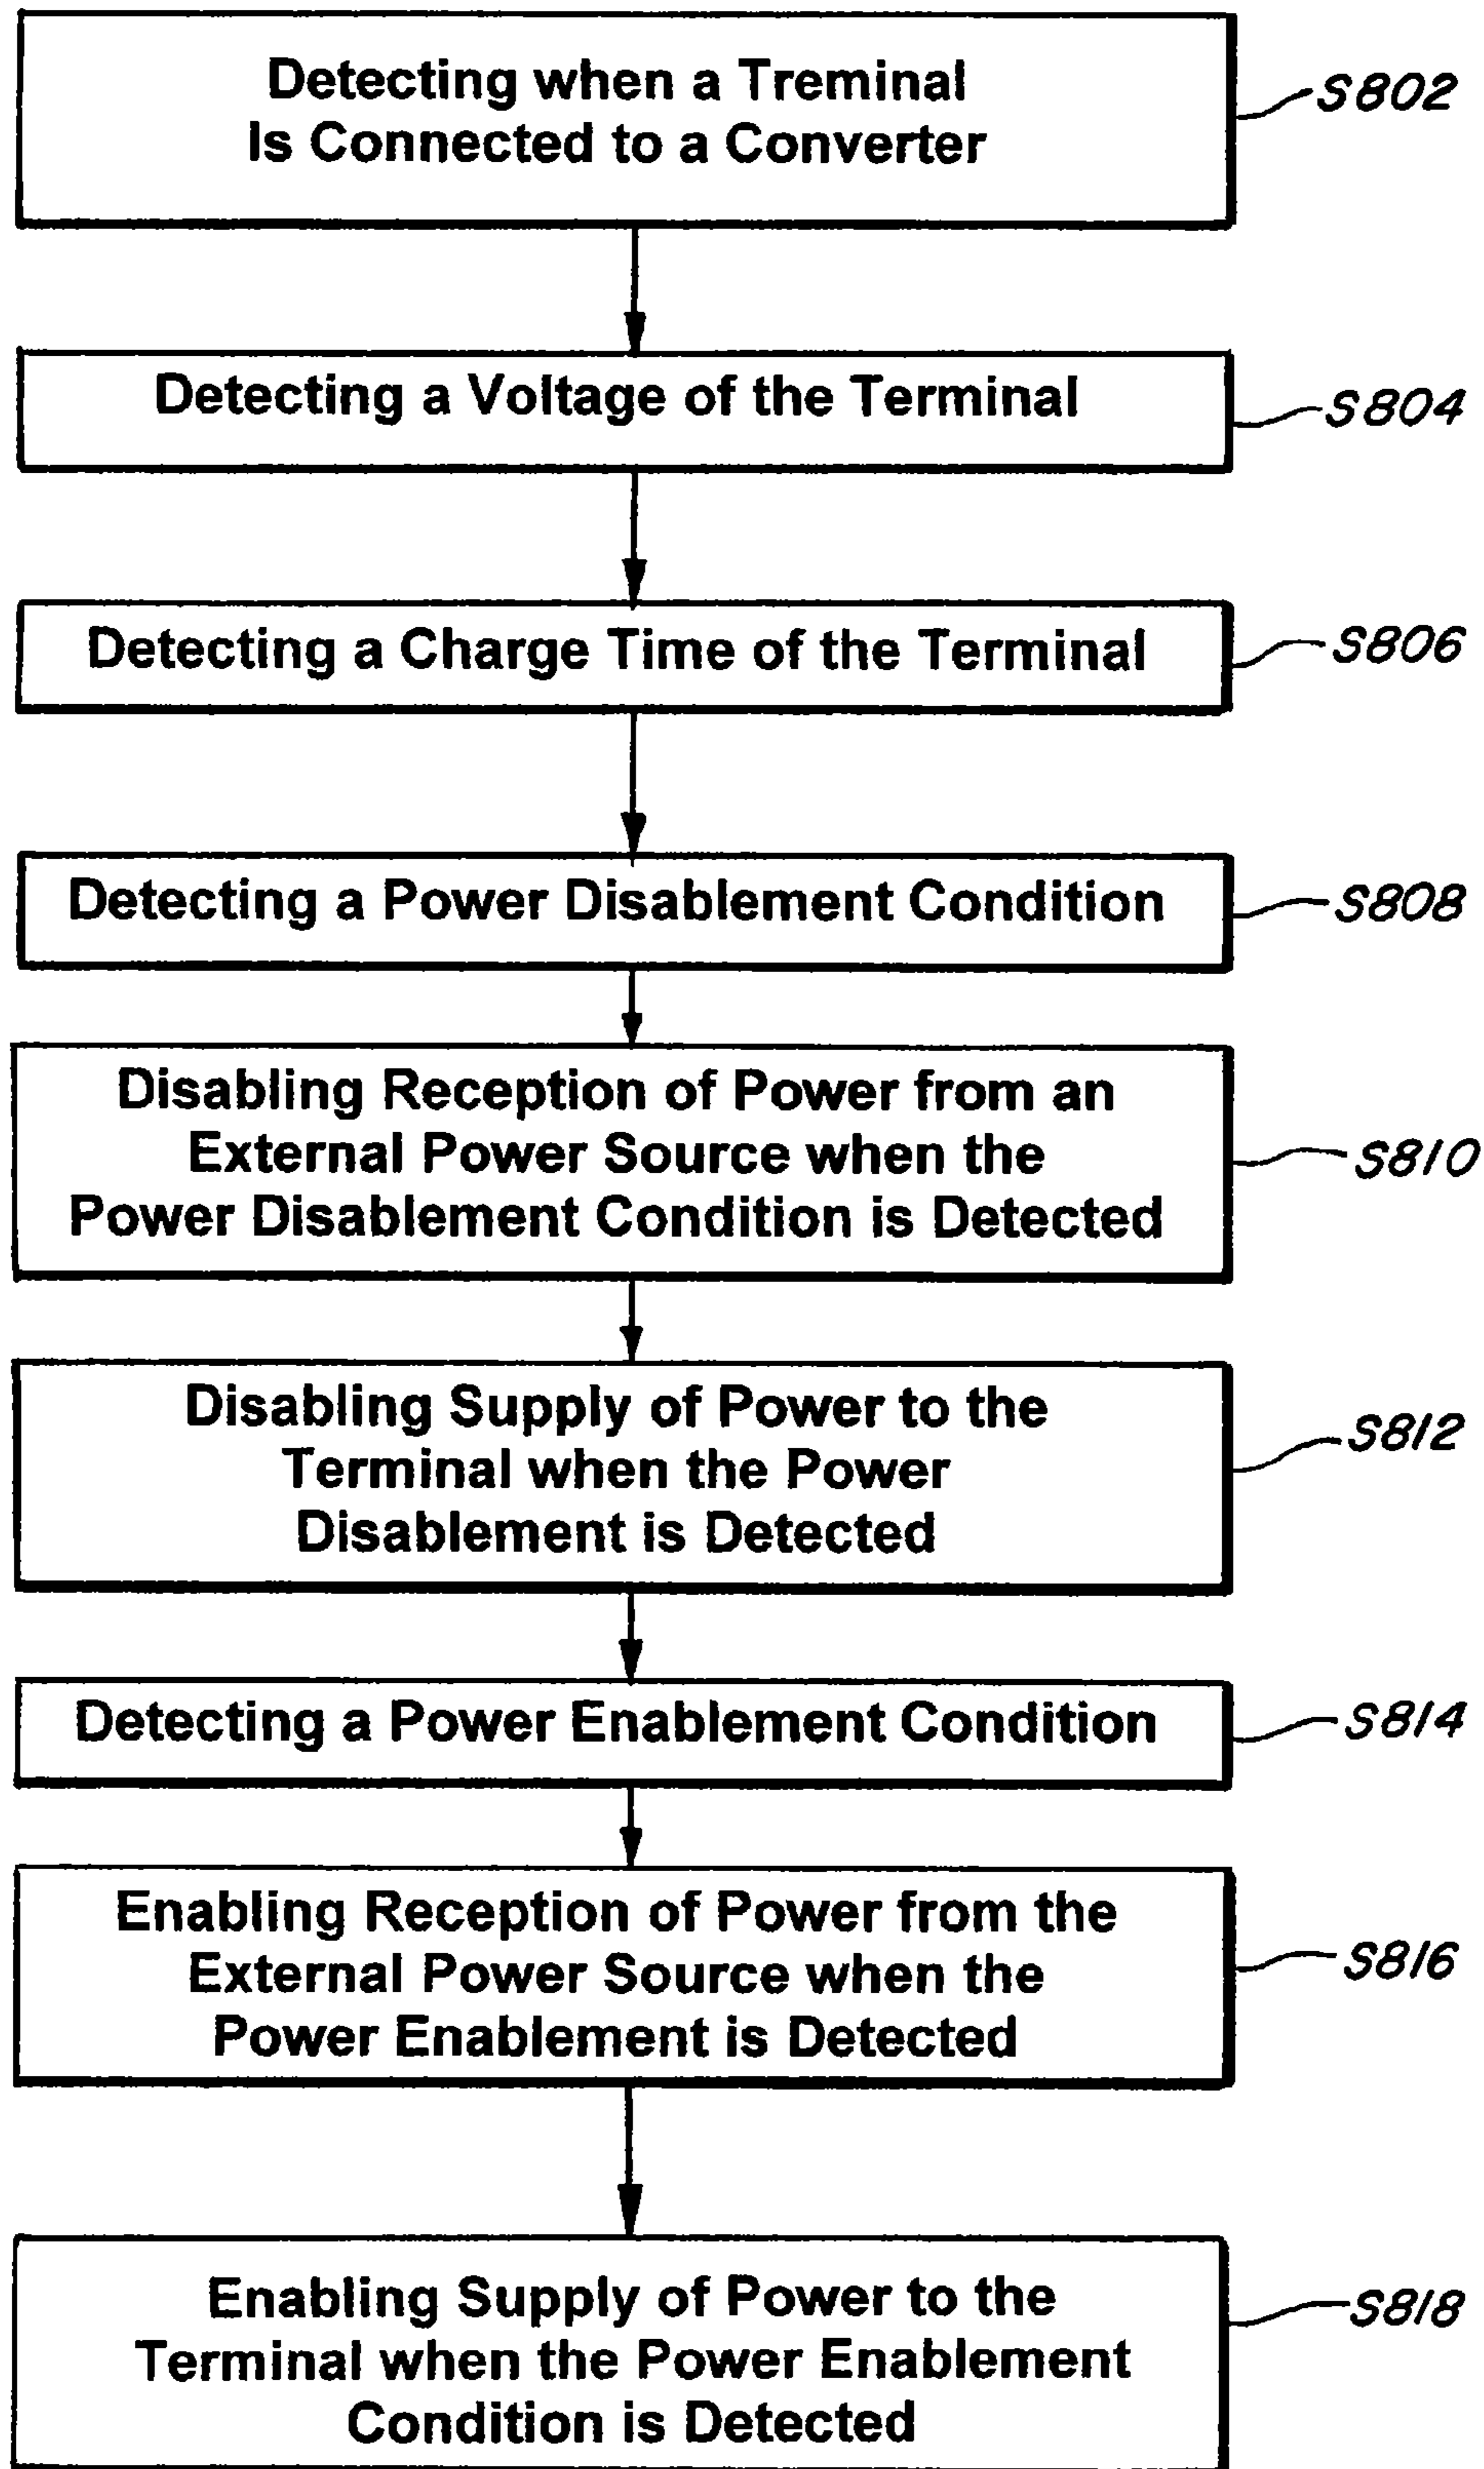 Detecting when a Treminal
Is Connected to a Converter
S802
Detecting a Voltage of the Terminal
S804
Detecting a Charge Time of the Terminal
S806
Detecting a Power Disablement Condition
S808
Disabling Reception of Power from an
External Power Source when the
Power Disablement Condition is Detected
S810
Disabling Supply of Power to the
Terminal when the Power
Disablement is Detected
S812
Detecting a Power Enablement Condition
S814
Enabling Reception of Power from the
External Power Source when the
Power Enablement is Detected
S816
Enabling Supply of Power to the
Terminal when the Power Enablement
Condition is Detected
S818